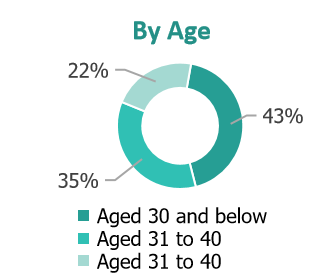 By Age
22%
43%
35%
Aged 30 and below
Aged 31 to 40
Aged 31 to 40